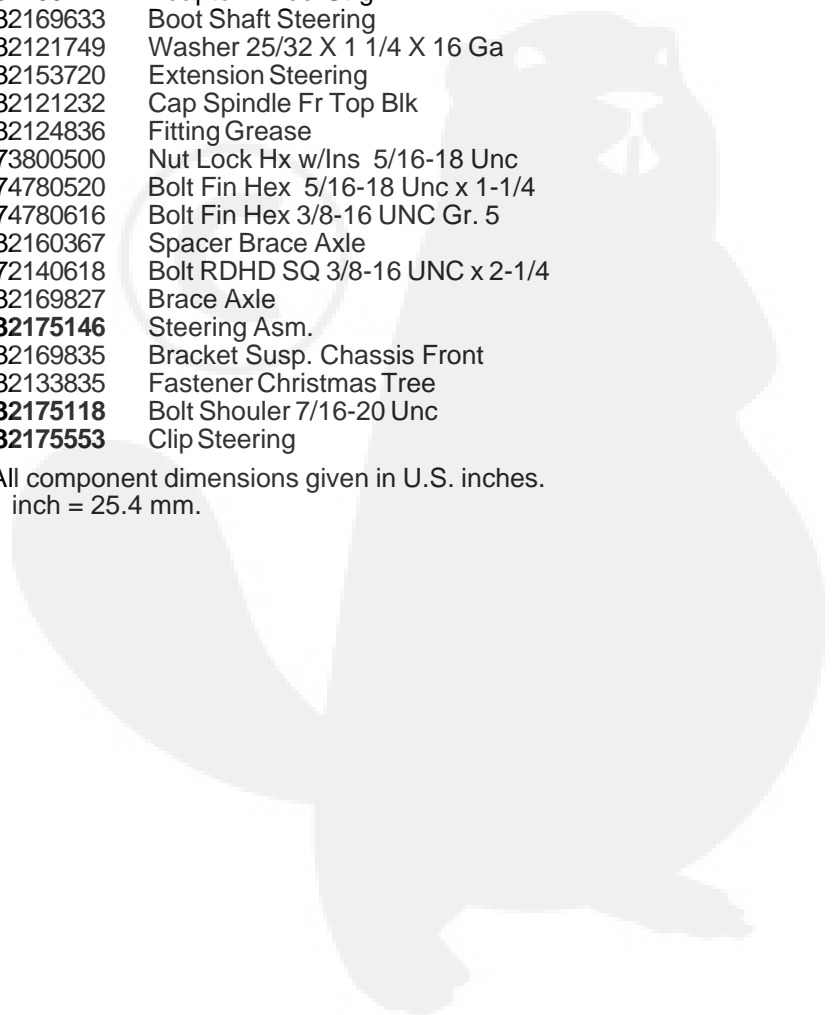 32169633 Boot Shaft Steering
32121749 Washer 25/32 X 1 1/4 X 16 Ga
32153720 Extension Steering
32121232 Cap Spindle Fr Top Blk
32124836 Fitting Grease
73800500 Nut Lock Hx w/Ins 5/16-18 Unc
74780520 Bolt Fin Hex 5/16-18 Unc x 1-1/4
74780616 Bolt Fin Hex 3/8-16 UNC Gr. 5
32160367 Spacer Brace Axle
72140618 Bolt RDHD SQ 3/8-16 UNC x 2-1/4
32169827 Brace Axle
32175146 Steering Asm.
32169835 Bracket Susp. Chassis Front
32133835 Fastener Christmas Tree
32175118 Bolt Shouler 7/16-20 Unc
32175553 Clip Steering
All component dimensions given in U.S. inches.
inch = 25.4 mm.